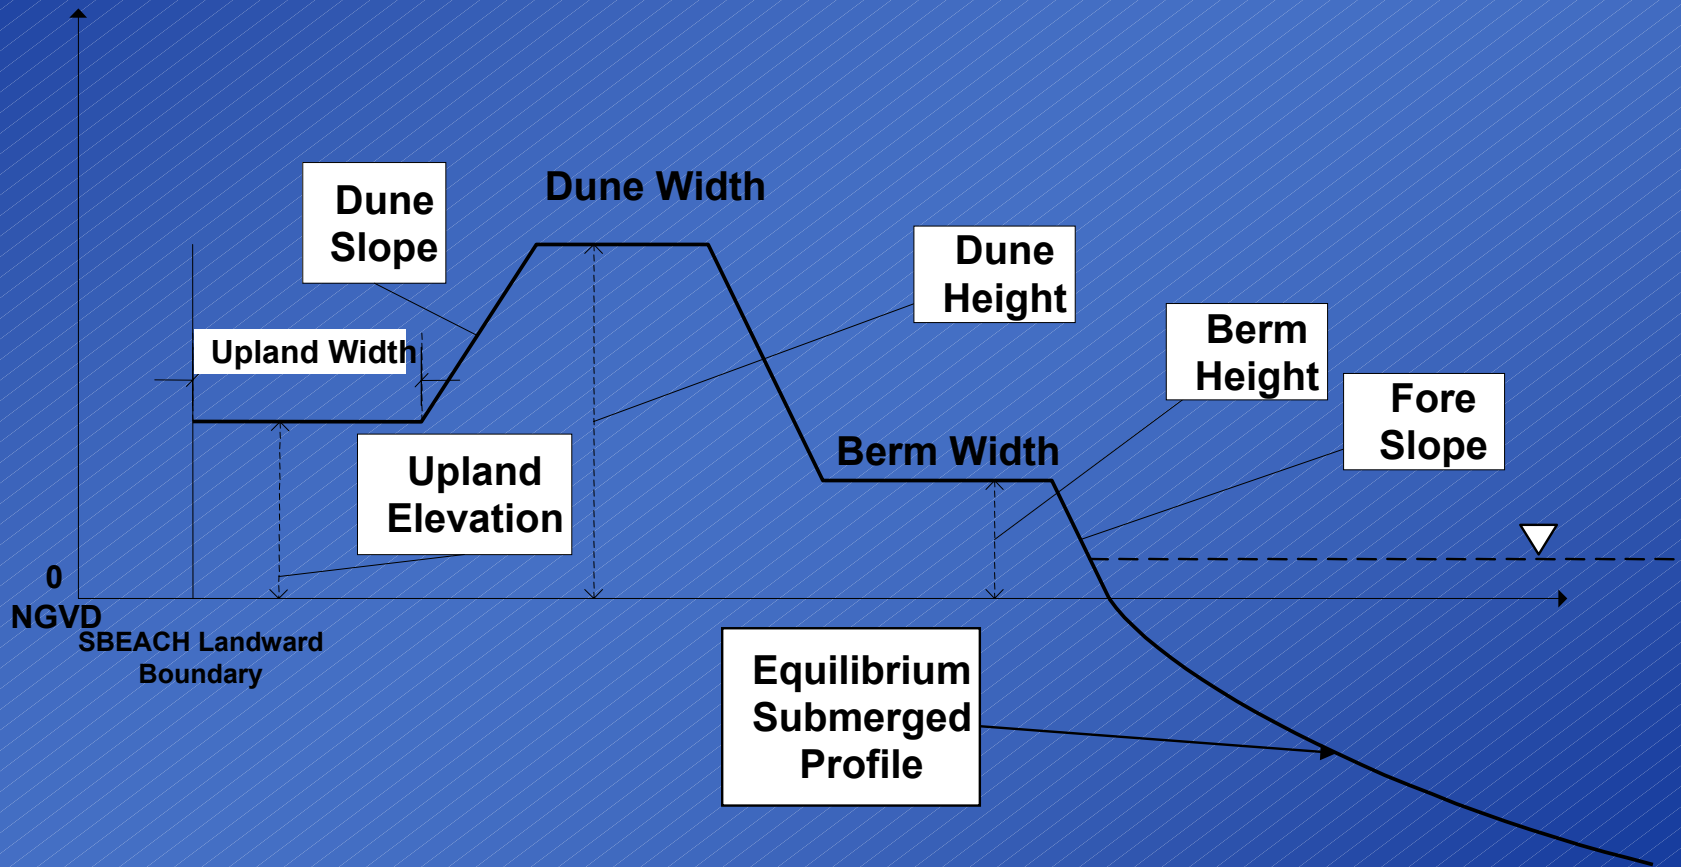 Dune
Slope
Dune Width
Dune
Height
Berm
Height
Upland Width
Fore
Slope
Berm Width
Upland
Elevation
0
NGVD
SBEACH Landward
Boundary
Equilibrium
Submerged
Profile